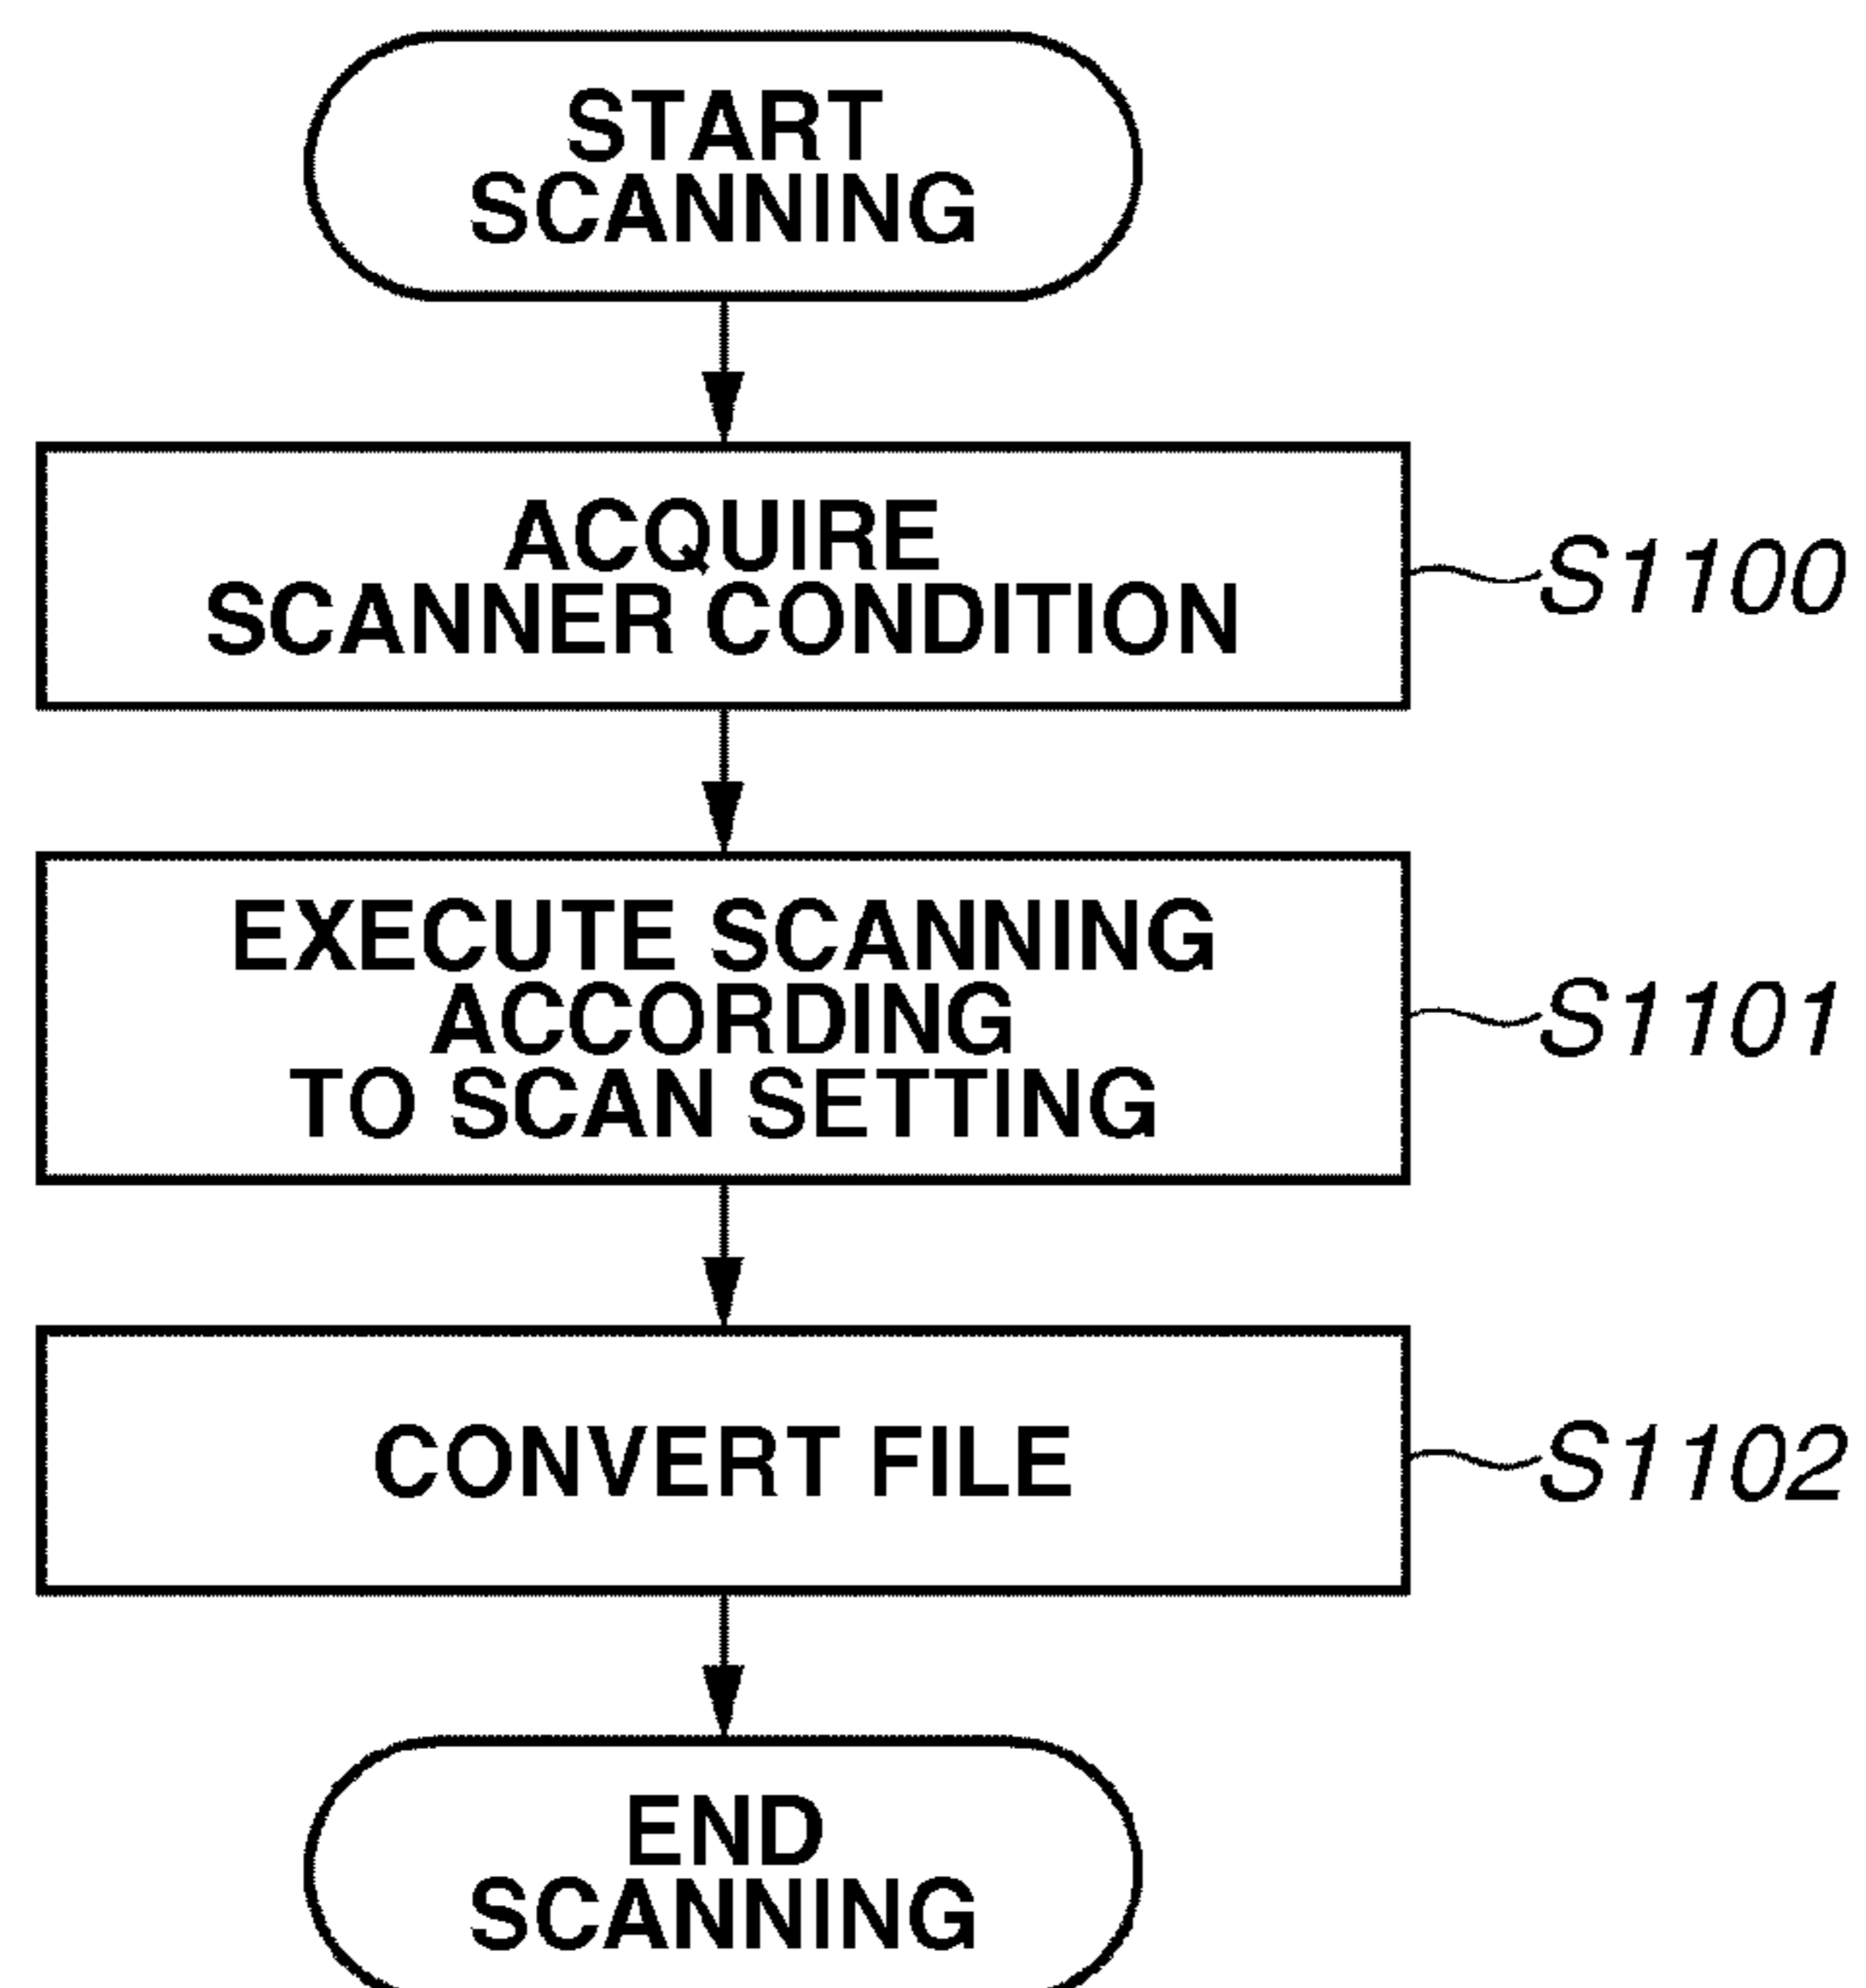 START
SCANNING
ACQUIRE
SCANNER CONDITION
S1100
EXECUTE SCANNING
ACCORDING
TO SCAN SETTING
S1101
CONVERT FILE
S1102
END
SCANNING